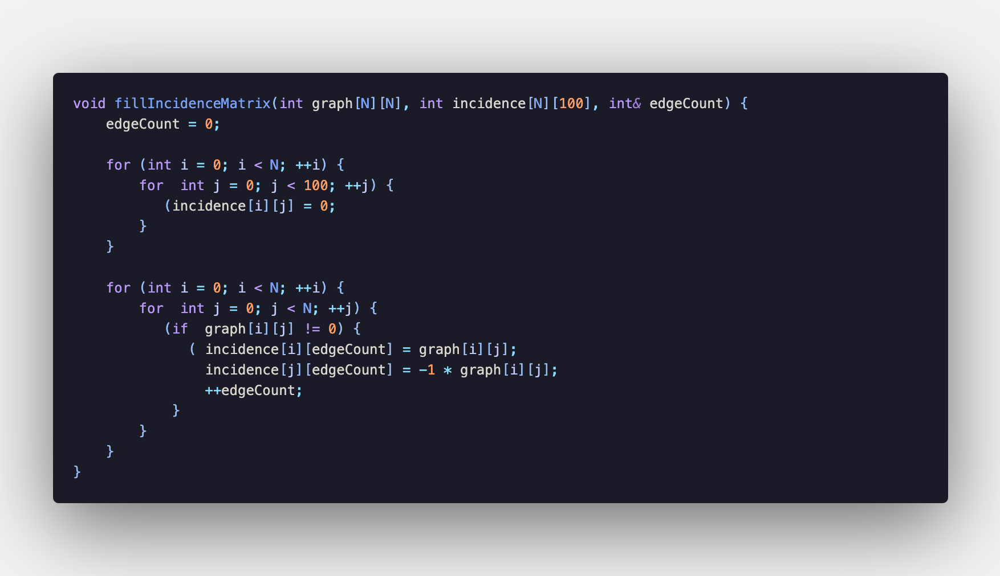 void fillIncidenceMatrix(int graph[N][N], int incidence[N][100], int& edgeCount) {
    edgeCount = 0;

    for (int i = 0; i < N; ++i) {
        for  int j = 0; j < 100; ++j) {
           (incidence[i][j] = 0;
        }
    }

    for (int i = 0; i < N; ++i) {
        for  int j = 0; j < N; ++j) {
           (if  graph[i][j] != 0) {
              ( incidence[i][edgeCount] = graph[i][j];
                incidence[j][edgeCount] = -1 * graph[i][j];
                ++edgeCount;
            }
        }
    }
}